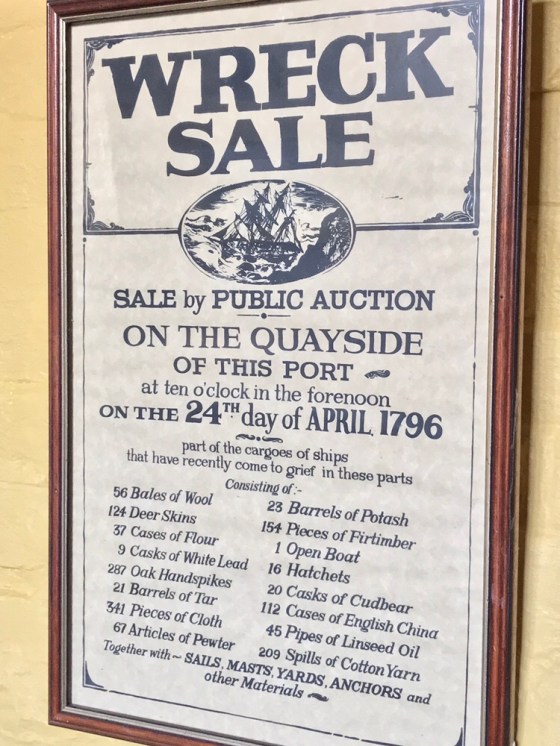 WRECK
SALE
SALE by PUBLIC AUCTION
ON THE QUAYSIDE
OF THIS PORT
at ten o'clock in the forenoon
ON THE 24TH day of APRIL, 1796
part of the cargoes of ships
that have recently come to grief in these parts
Consisting of:-
56 Bales of Wool
124 Deer Skins
37 Cases of Flour
9 Casks of White Lead
287 Oak Handspikes
21 Barrels of Tar
341 Pieces of Cloth
67 Articles of Pewter
23 Barrels of Potash
154 Pieces of Firtimber
1 Open Boat
16 Hatchets
20 Casks of Cudbear
112 Cases of English China
45 Pipes of Linseed Oil
209 Spills of Cotton Yarn
Together with~ SAILS, MASTS, YARDS, ANCHORS and
other Materials